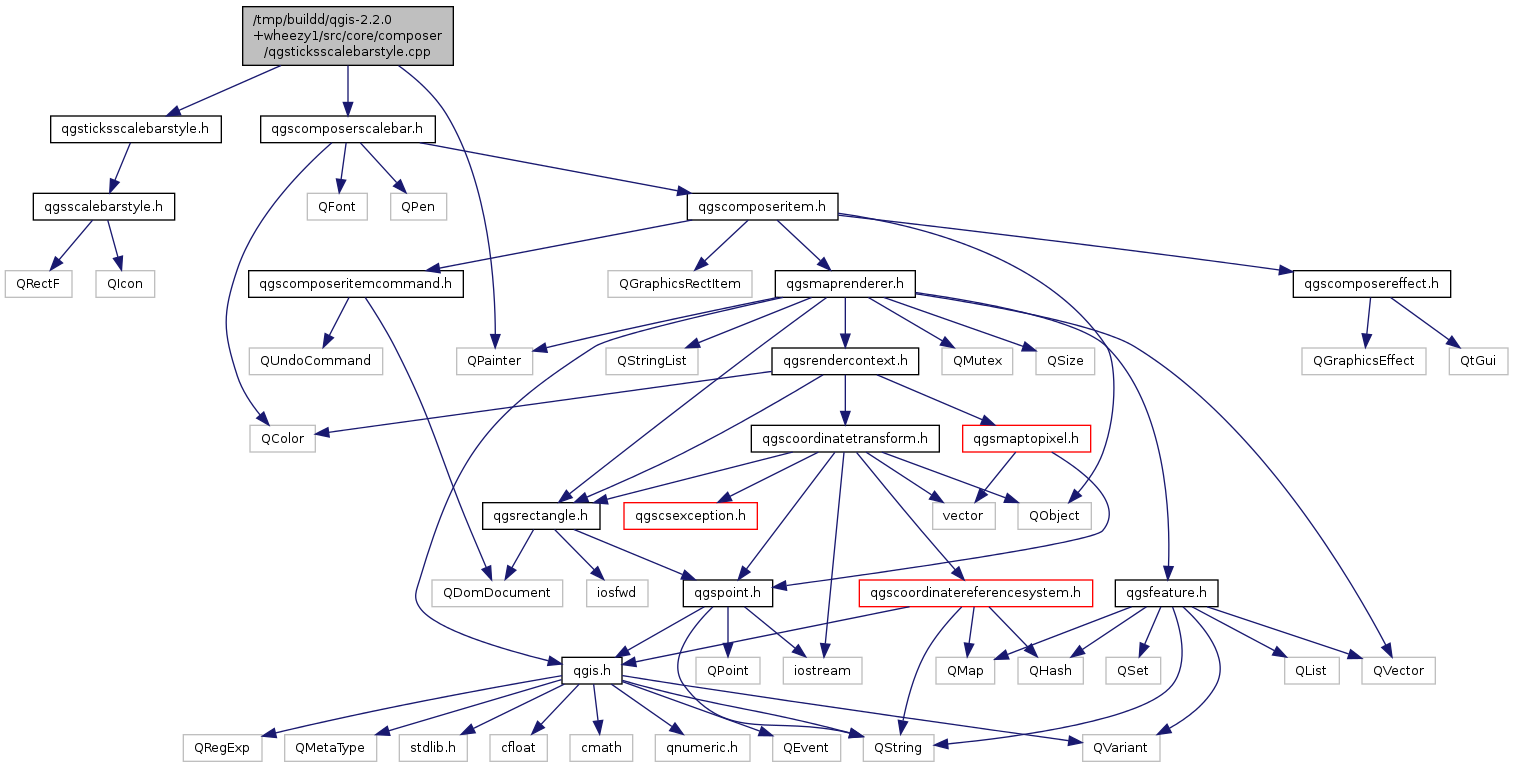 /tmp/buildd/qgis-2.2.0
+wheezy1/src/core/composer
/qgsticksscalebarstyle.cpp
qgsticksscalebarstyle.h
qgscomposerscalebar.h
qgsscalebarstyle.h
QFont
QPen
qgscomposeritem.h
QRectF
QIcon
qgscomposeritemcommand.h
QGraphicsRectItem
qgsmaprenderer.h
qgscomposereffect.h
QUndoCommand
QPainter
QStringList
qgsrendercontext.h
QMutex
QSize
QGraphicsEffect
QtGui
QColor
qgscoordinatetransform.h
qgsmaptopixel.h
qgsrectangle.h
qgscsexception.h
vector
QObject
QDomDocument
iosfwd
qgspoint.h
qgscoordinatereferencesystem.h
qgsfeature.h
qgis.h
QPoint
iostream
QMap
QHash
QSet
QList
QVector
QRegExp
QMetaType
stdlib.h
cfloat
cmath
qnumeric.h
QEvent
QString
QVariant